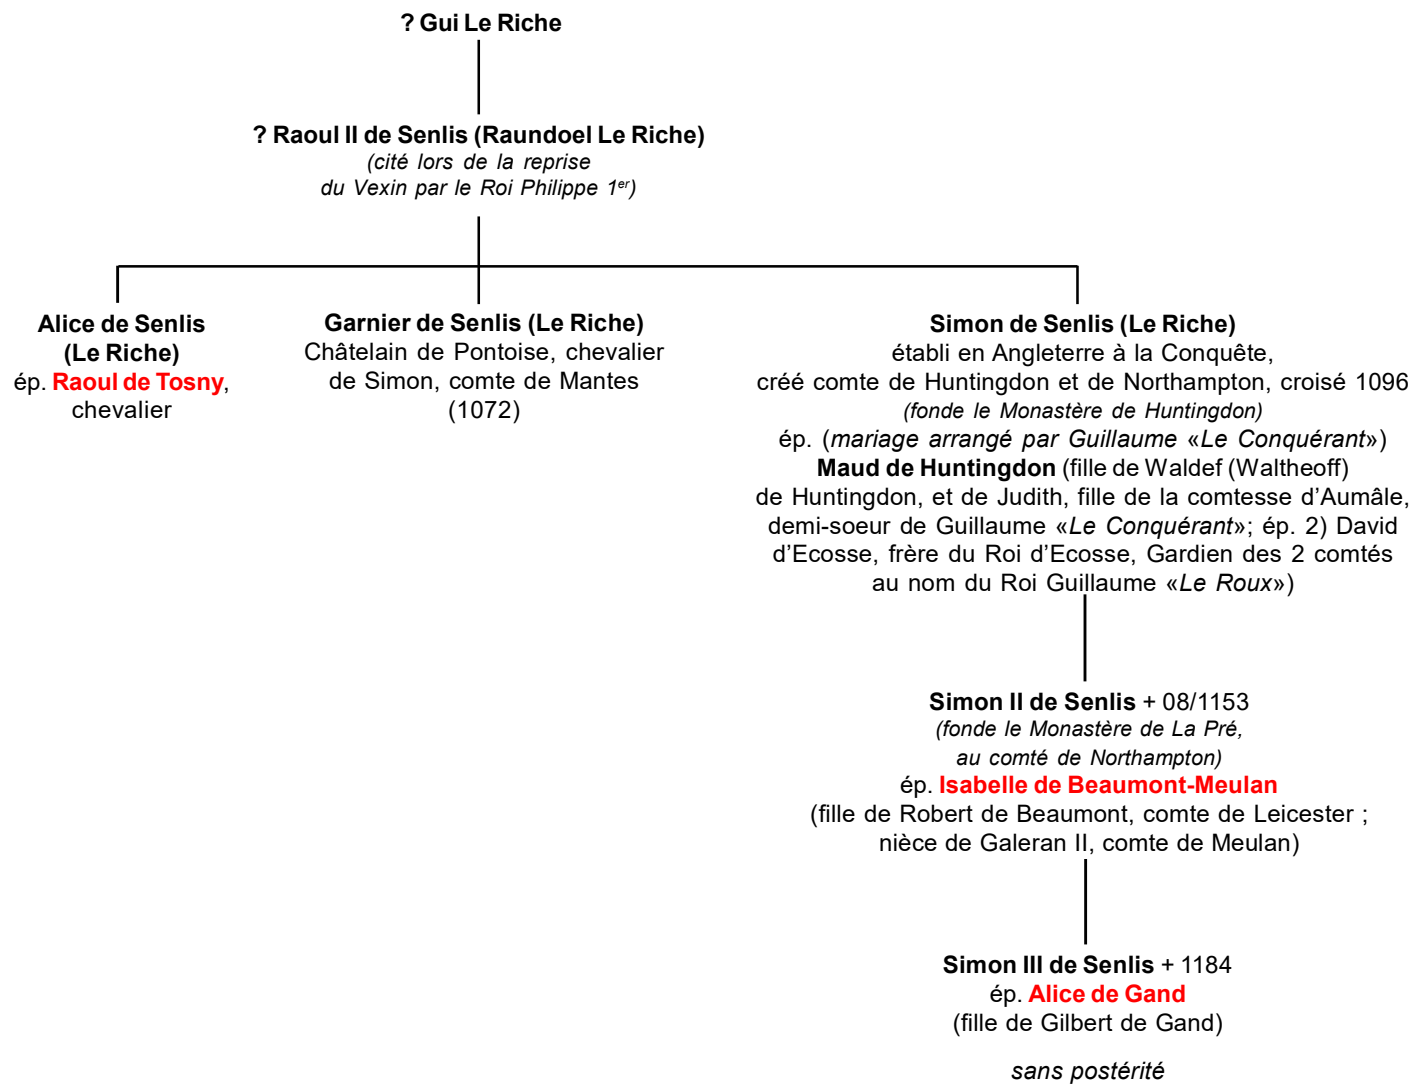 ? Gui Le Riche
? Raoul II de Senlis (Raundoel Le Riche)
(cité lors de la reprise
du Vexin par le Roi Philippe 1er)
Alice de Senlis
(Le Riche)
ép. Raoul de Tosny,
chevalier
Garnier de Senlis (Le Riche)
Châtelain de Pontoise, chevalier
de Simon, comte de Mantes
(1072)
Simon de Senlis (Le Riche)
établi en Angleterre à la Conquête,
créé comte de Huntingdon et de Northampton, croisé 1096
(fonde le Monastère de Huntingdon)
ép. (mariage arrangé par Guillaume «Le Conquérant»)
Maud de Huntingdon (fille de Waldef (Waltheoff)
de Huntingdon, et de Judith, fille de la comtesse d’Aumâle,
demi-soeur de Guillaume «Le Conquérant»; ép. 2) David
d’Ecosse, frère du Roi d’Ecosse, Gardien des 2 comtés
au nom du Roi Guillaume «Le Roux»)
Simon II de Senlis + 08/1153
(fonde le Monastère de La Pré,
au comté de Northampton)
ép. Isabelle de Beaumont-Meulan
(fille de Robert de Beaumont, comte de Leicester ;
nièce de Galeran II, comte de Meulan)
Simon III de Senlis + 1184
ép. Alice de Gand
(fille de Gilbert de Gand)
sans postérité